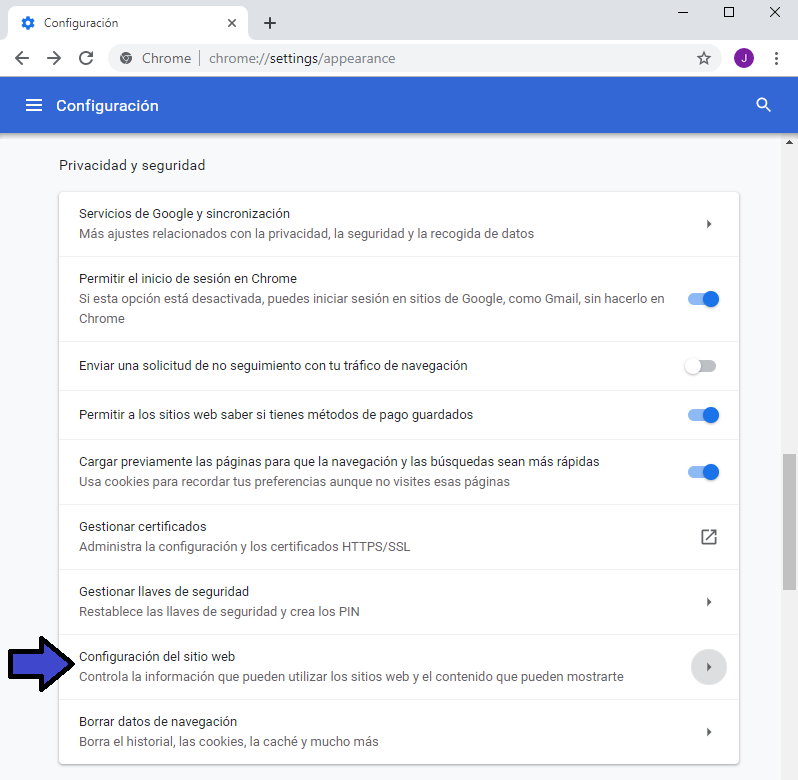 Configuración
Chrome | chrome://settings/appearance
J
Configuración
Privacidad y seguridad
Servicios de Google y sincronización
Más ajustes relacionados con la privacidad, la seguridad y la recogida de datos
Permitir el inicio de sesión en Chrome
Si esta opción está desactivada, puedes iniciar sesión en sitios de Google, como Gmail, sin hacerlo en
Chrome
Enviar una solicitud de no seguimiento con tu tráfico de navegación
Permitir a los sitios web saber si tienes métodos de pago guardados
Cargar previamente las páginas para que la navegación y las búsquedas sean más rápidas
Usa cookies para recordar tus preferencias aunque no visites esas páginas
Gestionar certificados
Administra la configuración y los certificados HTTPS/SSL
Gestionar llaves de seguridad
Restablece las llaves de seguridad y crea los PIN
Configuración del sitio web
Controla la información que pueden utilizar los sitios web y el contenido que pueden mostrarte
Borrar datos de navegación
Borra el historial, las cookies, la caché y mucho más